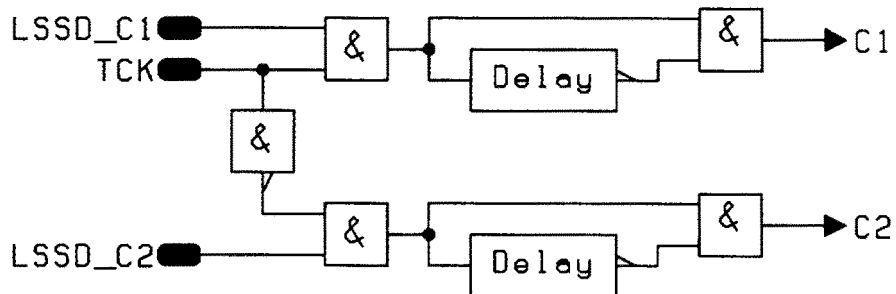 LSSD_C1
TCK
&
Delay
&
C1
&
&
Delay
&
C2
LSSD_C2